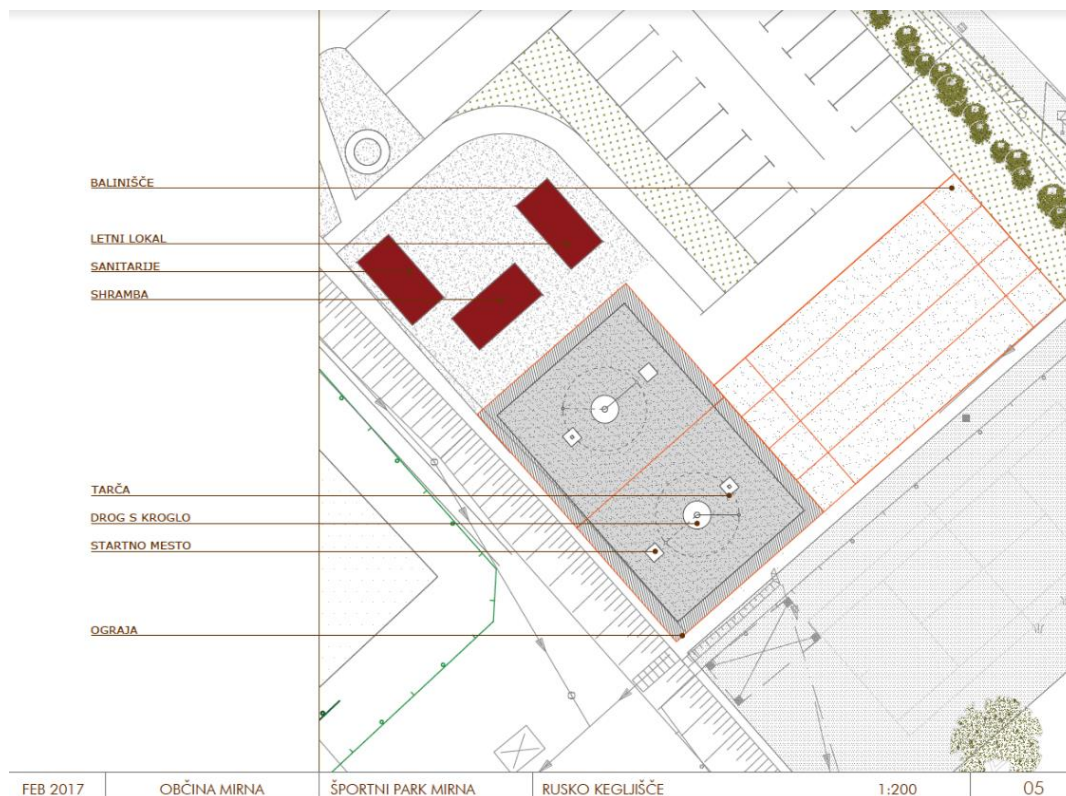 BALINIŠČE
LETNI LOKAL
SANITARIJE
SHRAMBA
TARČA
DROG S KROGLO
STARTNO MESTO
OGRAJA
FEB 2017 OBČINA MIRNA ŠPORTNI PARK MIRNA RUSKO KEGLJIŠČE 1:200 05